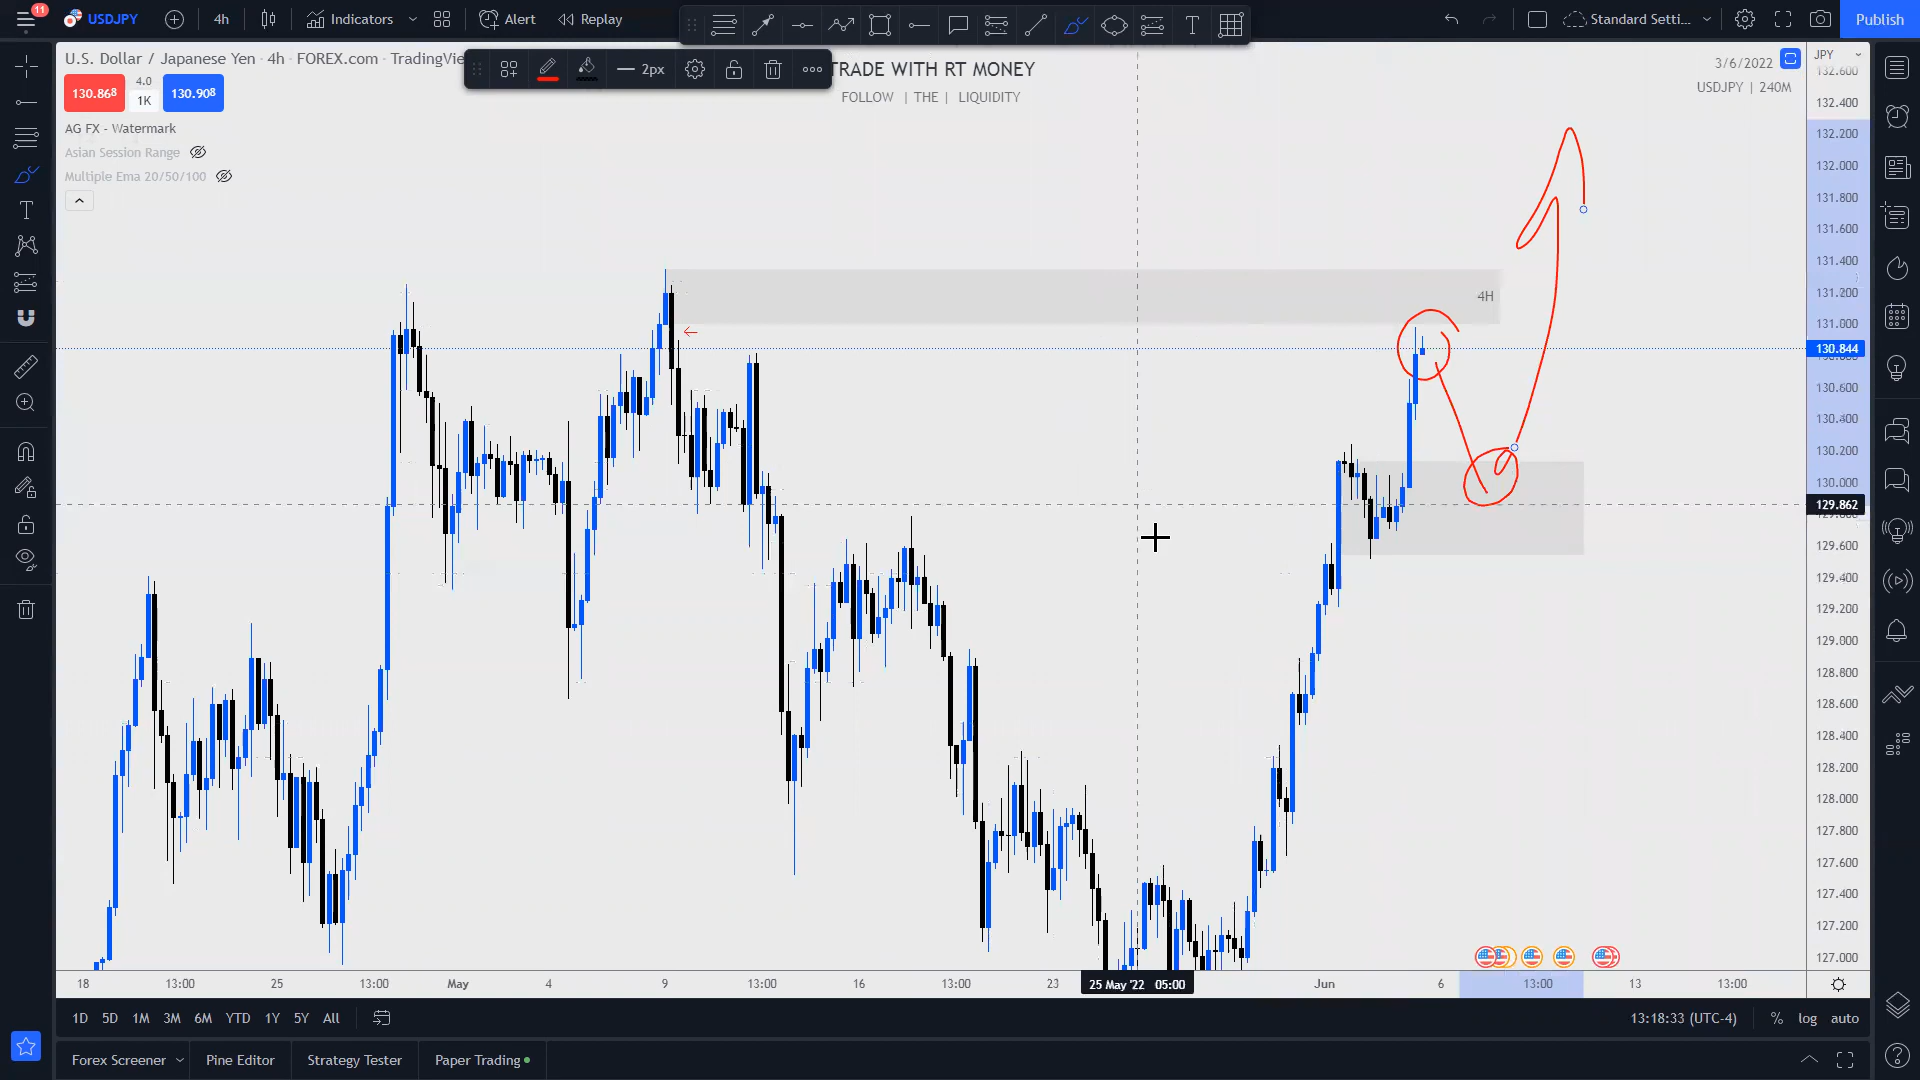 11
USDJPY
4h
Indicators
Alert
Replay
Standard Setti...
Publish
U.S. Dollar / Japanese Yen · 4h · FOREX.com · TradingVie
2px
TRADE WITH RT MONEY
FOLLOW | THE | LIQUIDITY
3/6/2022
USDJPY | 240M
JPY
130.868
4.0
1K
130.908
AG FX - Watermark
Asian Session Range
Multiple Ema 20/50/100
4H
132.600
132.400
132.200
132.000
131.800
131.600
131.400
131.200
131.000
130.844
130.600
130.400
130.200
130.000
129.862
129.600
129.400
129.200
129.000
128.800
128.600
128.400
128.200
128.000
127.800
127.600
127.400
127.200
127.000
18
13:00
25
13:00
May
4
9
13:00
16
13:00
23
25 May '22 05:00
Jun
6
13:00
13
13:00
1D 5D 1M 3M 6M YTD 1Y 5Y All
13:18:33 (UTC-4)
% log auto
Forex Screener
Pine Editor
Strategy Tester
Paper Trading